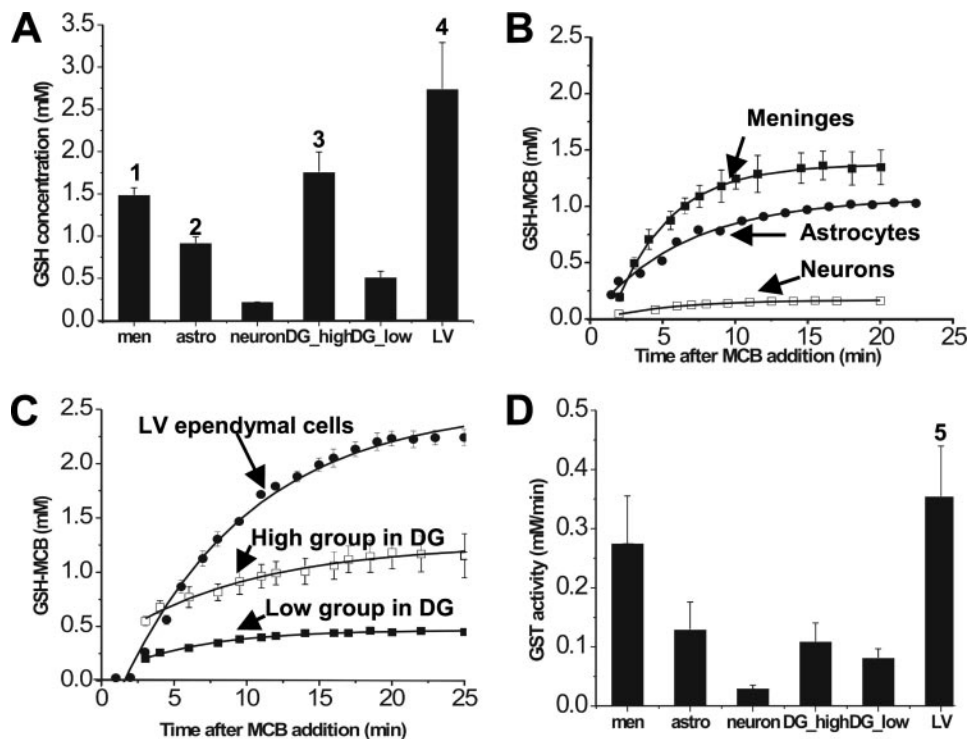 A
GSH concentration (mM)
3.5
3.0
2.5
2.0
1.5
1.0
0.5
0.0
1
2
3
4
men astro neuron DG_high DG_low LV
B
GSH-MCB (mM)
2.0
1.5
1.0
0.5
0.0
Meninges
Astrocytes
Neurons
0 5 10 15 20 25
Time after MCB addition (min)
C
GSH-MCB (mM)
2.5
2.0
1.5
1.0
0.5
0.0
LV ependymal cells
High group in DG
Low group in DG
0 5 10 15 20 25
Time after MCB addition (min)
D
GST activity (mM/min)
0.5
0.4
0.3
0.2
0.1
0.0
5
men astro neuron DG_high DG_low LV